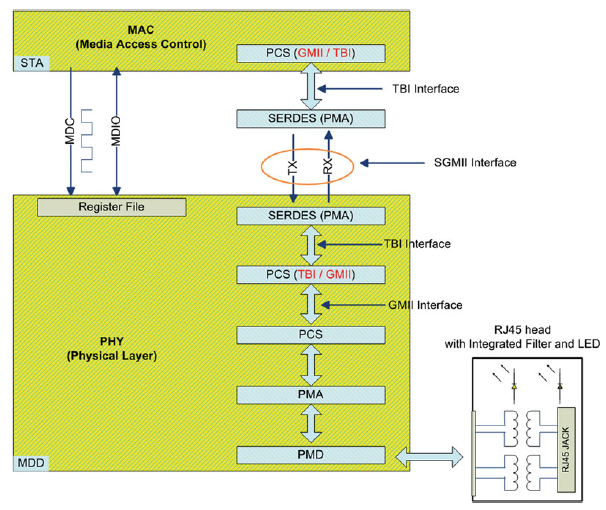 MAC
(Media Access Control)
STA
PCS (GMII / TBI)
TBI Interface
SERDES (PMA)
MDC
MDIO
TX
RX
SGMII Interface
Register File
SERDES (PMA)
TBI Interface
PCS (TBI / GMII)
GMII Interface
PHY
(Physical Layer)
PCS
PMA
PMD
MDD
RJ45 head
with Integrated Filter and LED
RJ45 JACK